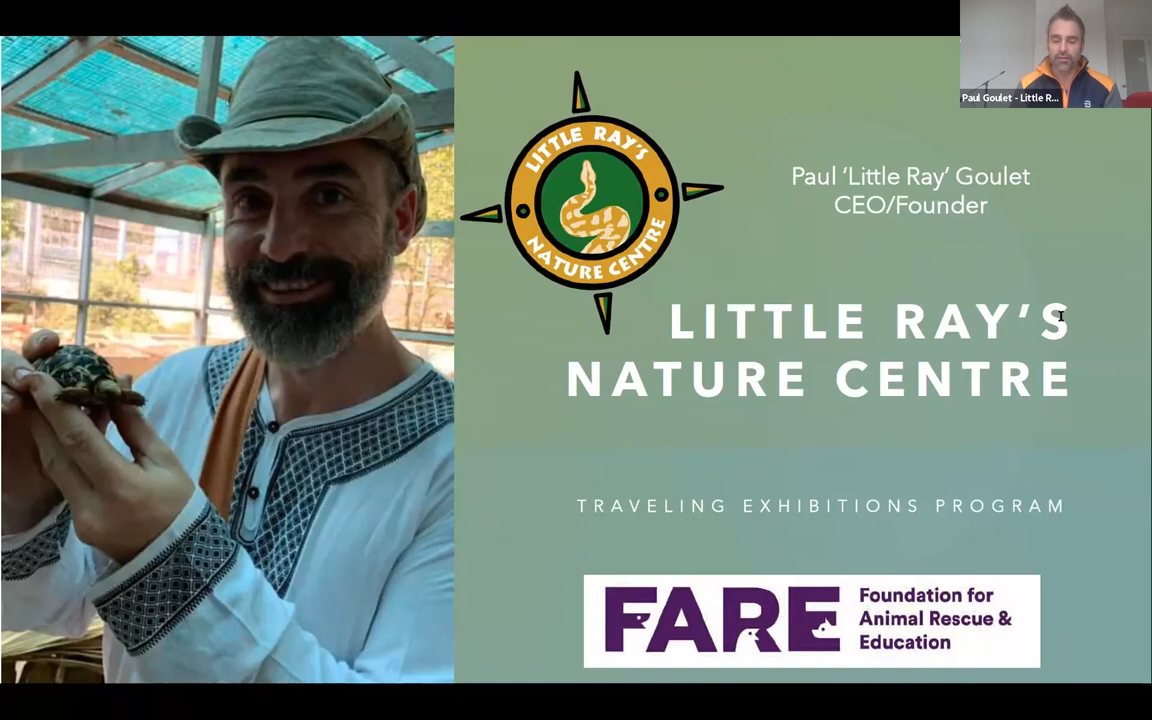 Paul Goulet - Little R...
LITTLE RAY'S
NATURE CENTRE
Paul ‘Little Ray’ Goulet
CEO/Founder
LITTLE RAY’S
NATURE CENTRE
TRAVELING EXHIBITIONS PROGRAM
FARE
Foundation for
Animal Rescue &
Education